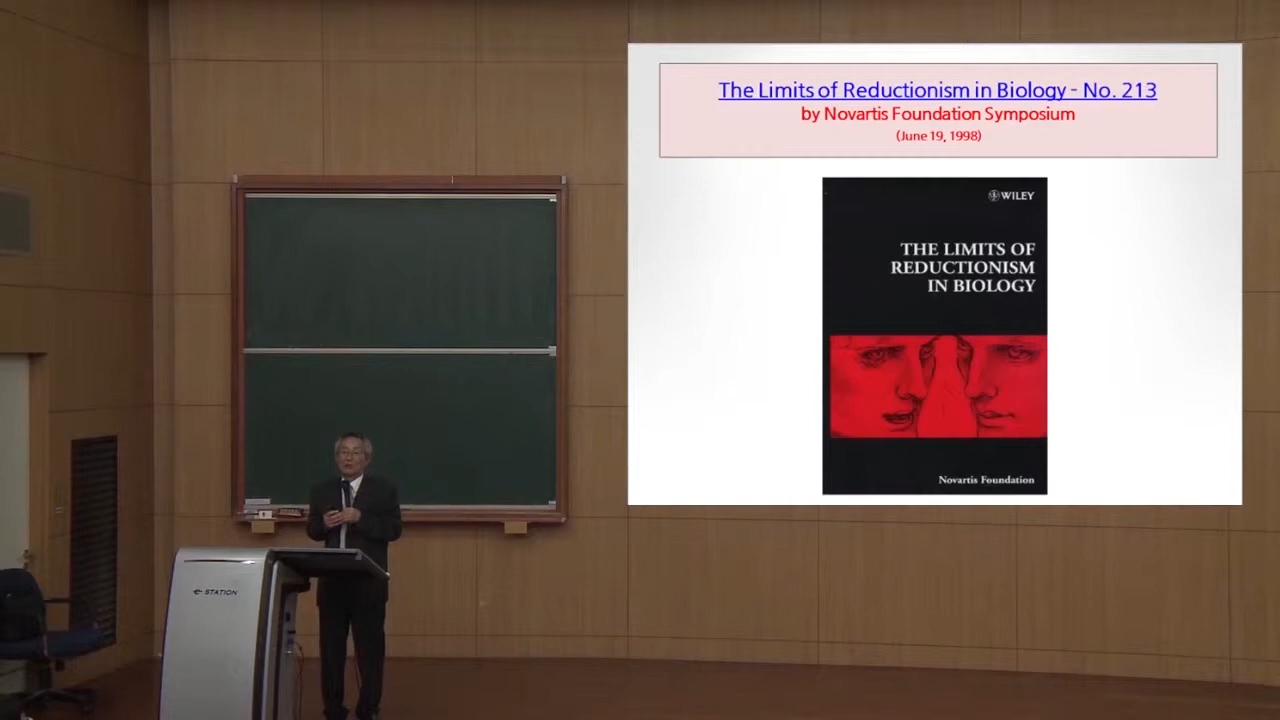 The Limits of Reductionism in Biology - No. 213
by Novartis Foundation Symposium
(June 19, 1998)
WILEY
THE LIMITS OF
REDUCTIONISM
IN BIOLOGY
Novartis Foundation
e-STATION